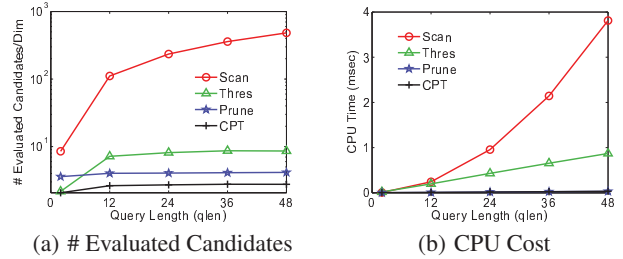 # Evaluated Candidates/Dim
10³
10²
10¹
Scan
Thres
Prune
CPT
0 12 24 36 48
Query Length (qlen)
(a) # Evaluated Candidates
CPU Time (msec)
4
3
2
1
0
Scan
Thres
Prune
CPT
0 12 24 36 48
Query Length (qlen)
(b) CPU Cost